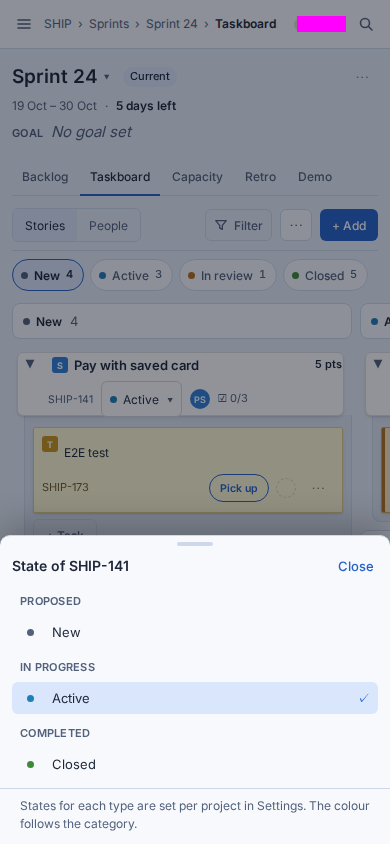 SHIP › Sprints › Sprint 24 › Taskboard
Sprint 24 ▾ Current ...
19 Oct – 30 Oct · 5 days left
GOAL No goal set
Backlog Taskboard Capacity Retro Demo
Stories People Filter ... + Add
New 4 Active 3 In review 1 Closed 5
New 4 A
▼ S Pay with saved card 5 pts ▼
SHIP-141 Active ▾ PS ☑ 0/3
T E2E test
SHIP-173 Pick up ...
+ Task
State of SHIP-141 Close
PROPOSED
New
IN PROGRESS
Active ✓
COMPLETED
Closed
States for each type are set per project in Settings. The colour
follows the category.